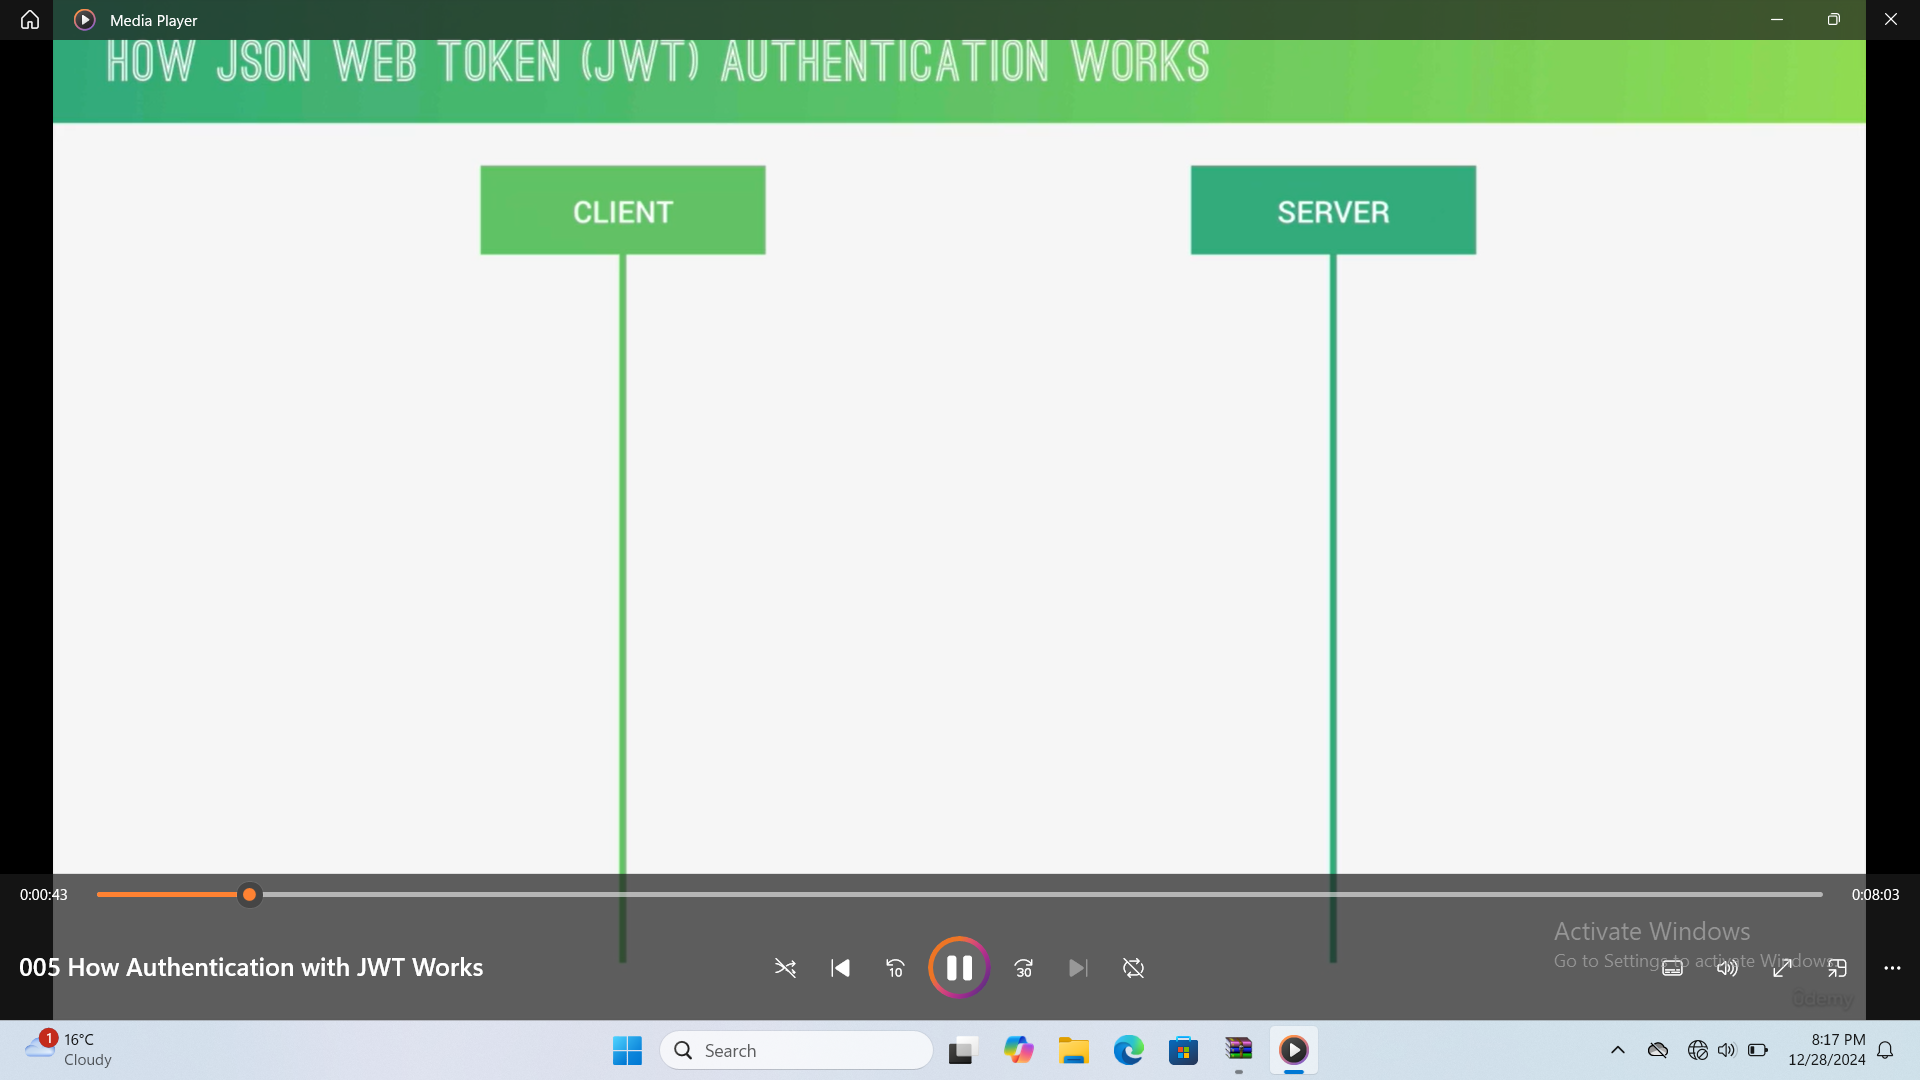 Media Player
HOW JSON WEB TOKEN (JWT) AUTHENTICATION WORKS
CLIENT
SERVER
0:00:43
0:08:03
Activate Windows
Go to Settings to activate Windows.
005 How Authentication with JWT Works
10
30
ûdemy
1
16°C
Cloudy
Search
8:17 PM
12/28/2024